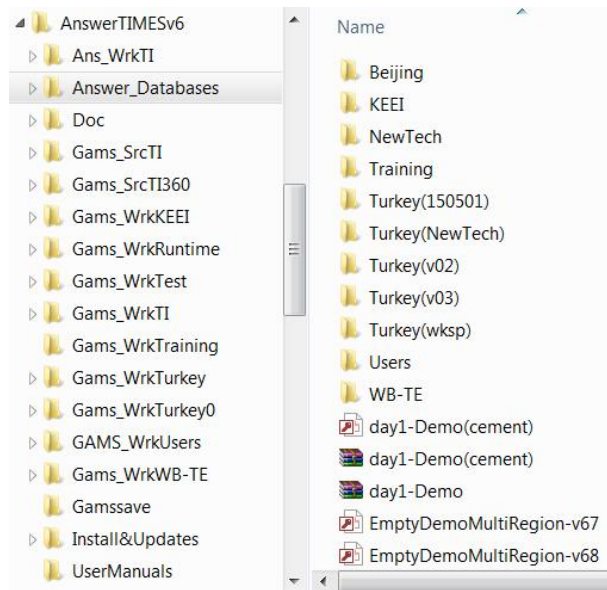 AnswerTIMESv6
Ans_WrkTI
Answer_Databases
Doc
Gams_SrcTI
Gams_SrcTI360
Gams_WrkKEEI
Gams_WrkRuntime
Gams_WrkTest
Gams_WrkTI
Gams_WrkTraining
Gams_WrkTurkey
Gams_WrkTurkey0
GAMS_WrkUsers
Gams_WrkWB-TE
Gamssave
Install&Updates
UserManuals
Name
Beijing
KEEI
NewTech
Training
Turkey(150501)
Turkey(NewTech)
Turkey(v02)
Turkey(v03)
Turkey(wksp)
Users
WB-TE
day1-Demo(cement)
day1-Demo(cement)
day1-Demo
EmptyDemoMultiRegion-v67
EmptyDemoMultiRegion-v68